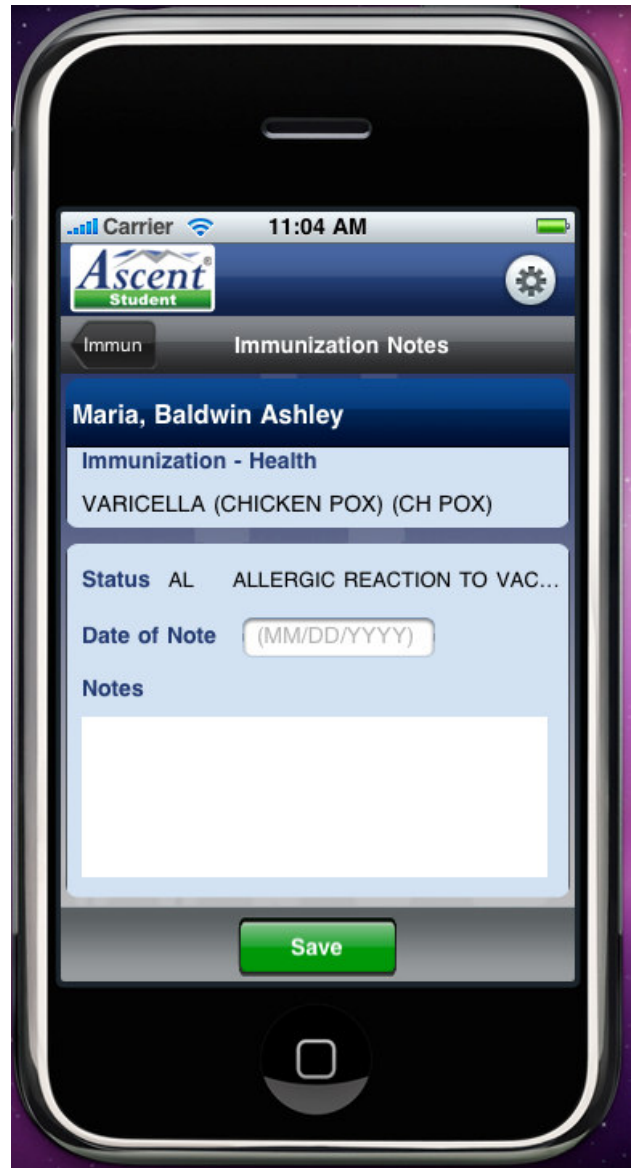 Carrier 11:04 AM
Ascent®
Student
Immun Immunization Notes
Maria, Baldwin Ashley
Immunization - Health
VARICELLA (CHICKEN POX) (CH POX)
Status AL ALLERGIC REACTION TO VAC...
Date of Note (MM/DD/YYYY)
Notes
Save